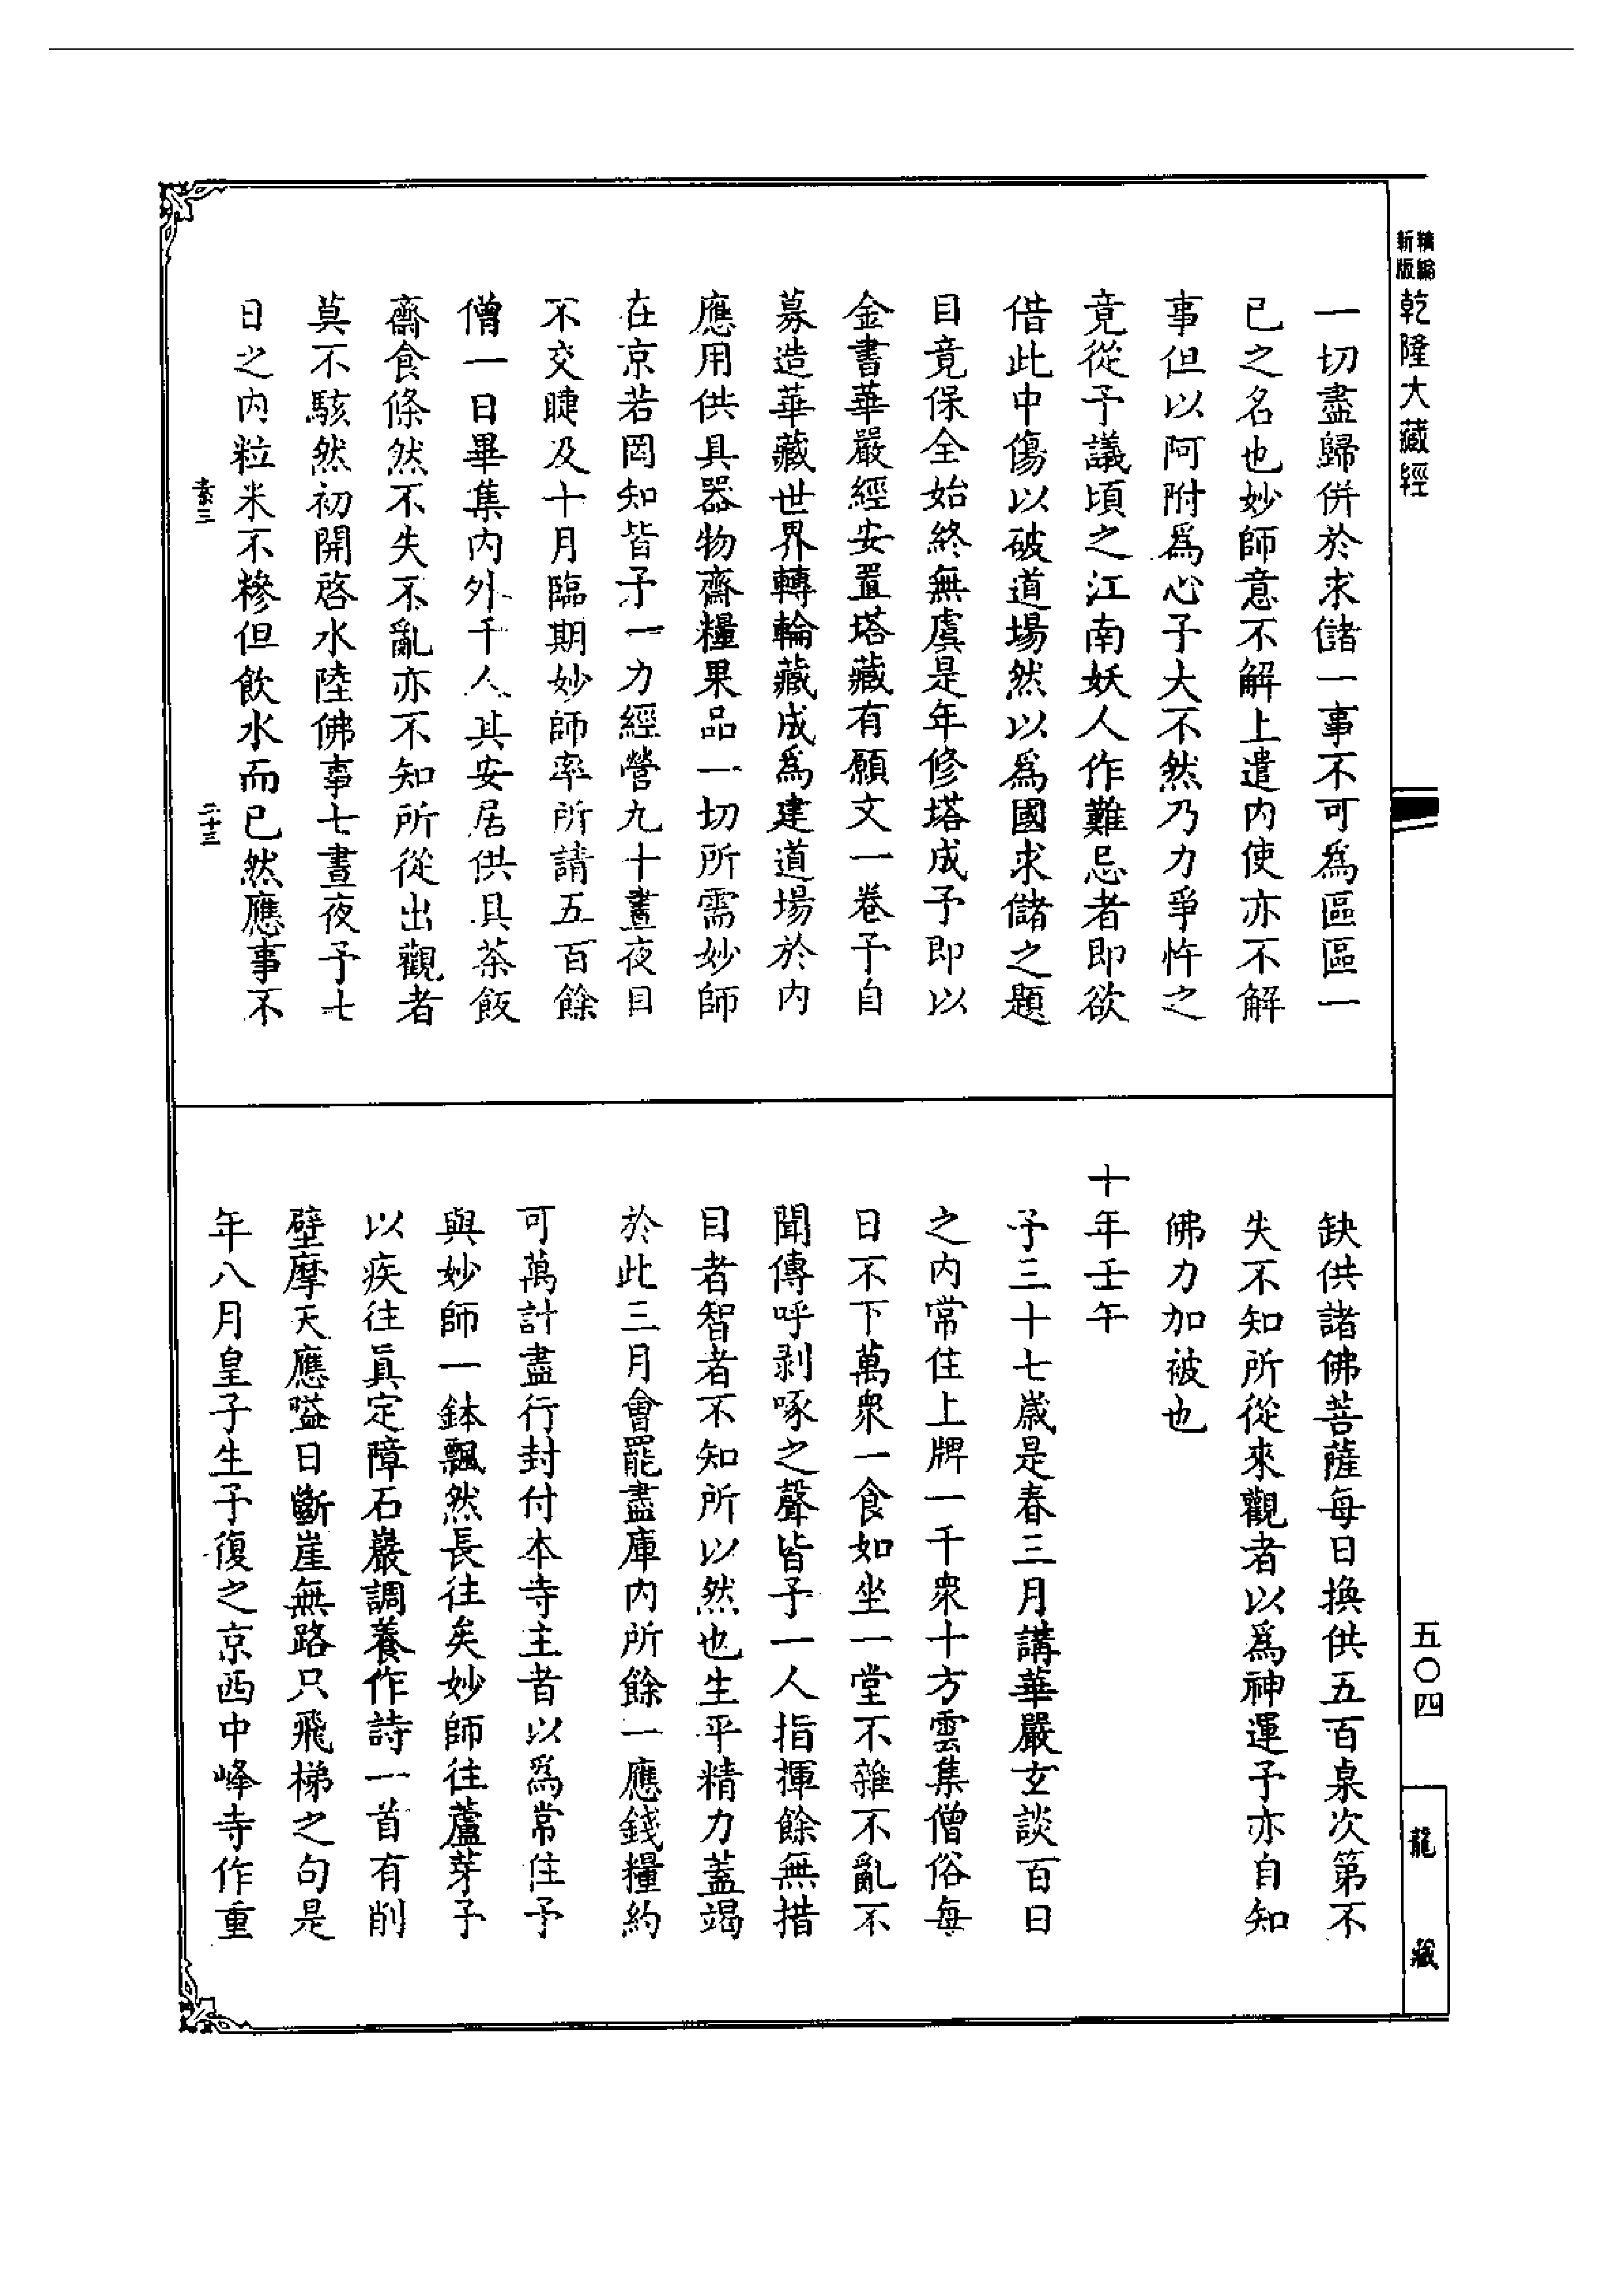 精編
新版
乾隆大藏經
一切盡歸併於求儲一事不可爲區區一
已之名也妙師意不解上遣内使亦不解
事但以阿附爲心予大不然乃力爭忤之
竟從予議頃之江南妖人作難忌者即欲
借此中傷以破道場然以爲國求儲之題
目竟保全始終無虞是年修塔成予即以
金書華嚴經安置塔藏有願文一卷予自
募造華藏世界轉輪藏成爲建道場於内
應用供具器物齋糧果品一切所需妙師
在京若罔知皆予一力經營九十晝夜目
不交睫及十月臨期妙師率所請五百餘
僧一日畢集内外千人其安居供具茶飯
齋食條然不失不亂亦不知所從出觀者
莫不駭然初開啓水陸佛事七晝夜予七
日之内粒米不糝但飲水而已然應事不
素三
二十三
缺供諸佛菩薩每日換供五百桌次第不
失不知所從來觀者以爲神運予亦自知
佛力加被也
十年壬午
予三十七歲是春三月講華嚴玄談百日
之内常住上牌一千衆十方雲集僧俗每
日不下萬衆一食如坐一堂不雜不亂不
聞傳呼剥啄之聲皆予一人指揮餘無措
目者智者不知所以然也生平精力蓋竭
於此三月會罷盡庫内所餘一應錢糧約
可萬計盡行封付本寺主者以爲常住予
與妙師一鉢飄然長往矣妙師往蘆芽予
以疾往眞定障石巖調養作詩一首有削
壁摩天應嗌日斷崖無路只飛梯之句是
年八月皇子生予復之京西中峰寺作重
五〇四
龍藏